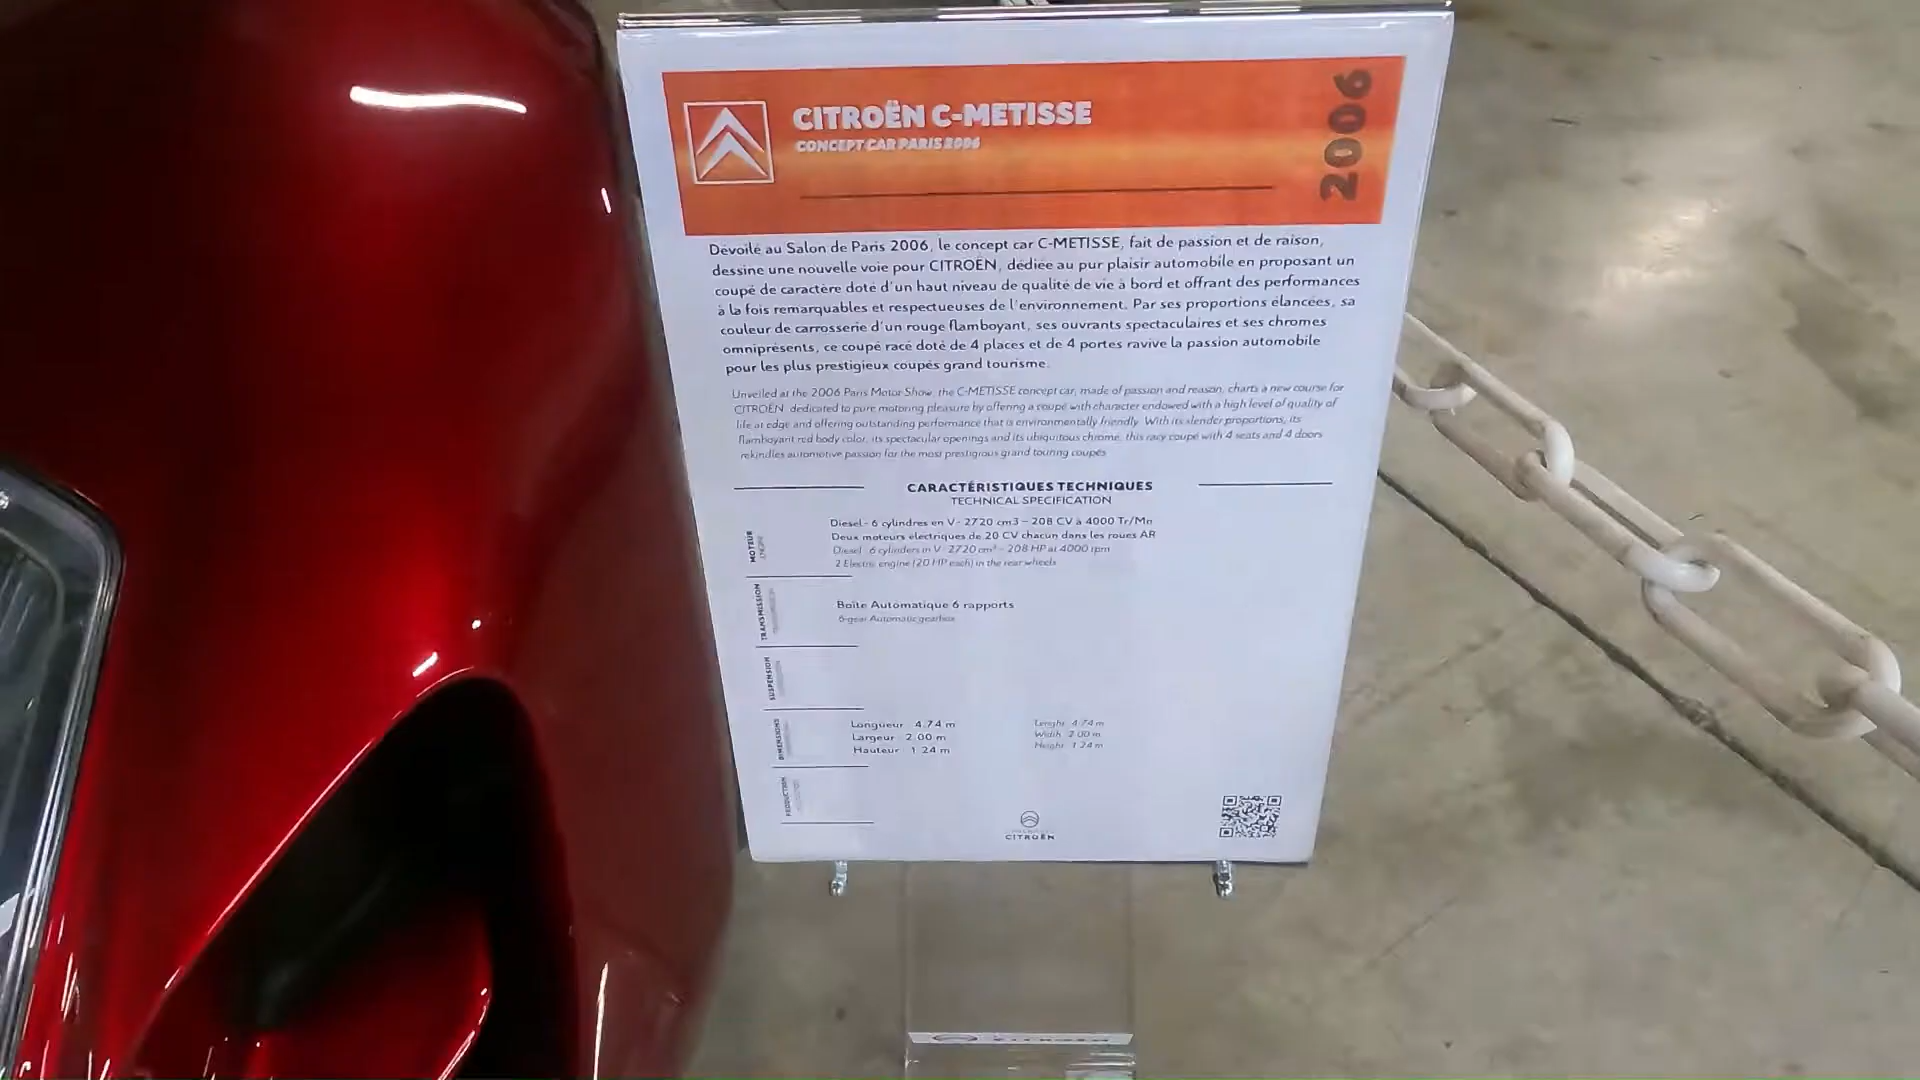 CITROËN C-METISSE
CONCEPT CAR PARIS 2006
2006
Dévoilé au Salon de Paris 2006, le concept car C-METISSE, fait de passion et de raison,
dessine une nouvelle voie pour CITROËN, dédiée au pur plaisir automobile en proposant un
coupé de caractère doté d'un haut niveau de qualité de vie à bord et offrant des performances
à la fois remarquables et respectueuses de l'environnement. Par ses proportions élancées, sa
couleur de carrosserie d'un rouge flamboyant, ses ouvrants spectaculaires et ses chromes
omniprésents, ce coupé racé doté de 4 places et de 4 portes ravive la passion automobile
pour les plus prestigieux coupés grand tourisme.
Unveiled at the 2006 Paris Motor Show, the C-METISSE concept car, made of passion and reason, charts a new course for
CITROËN dedicated to pure motoring pleasure by offering a coupé with character endowed with a high level of quality of
life at edge and offering outstanding performance that is environmentally friendly. With its slender proportions, its
flamboyant red body color, its spectacular openings and its ubiquitous chrome, this racy coupé with 4 seats and 4 doors
rekindles automotive passion for the most prestigious grand touring coupés
CARACTÉRISTIQUES TECHNIQUES
TECHNICAL SPECIFICATION
MOTEUR
ENGINE
Diesel - 6 cylindres en V - 2720 cm3 – 208 CV à 4000 Tr/Mn
Deux moteurs électriques de 20 CV chacun dans les roues AR
Diesel 6 cylinders in V - 2720 cm³ - 208 HP at 4000 rpm
2 Electric engine (20 HP each) in the rear wheels
TRANSMISSION
Boîte Automatique 6 rapports
6-gear Automatic gearbox
SUSPENSION
DIMENSIONS
Longueur 4.74 m
Largeur 2.00 m
Hauteur 1.24 m
Lenght 4.74 m
Width 2.00 m
Height 1.24 m
PRODUCTION
CITROËN